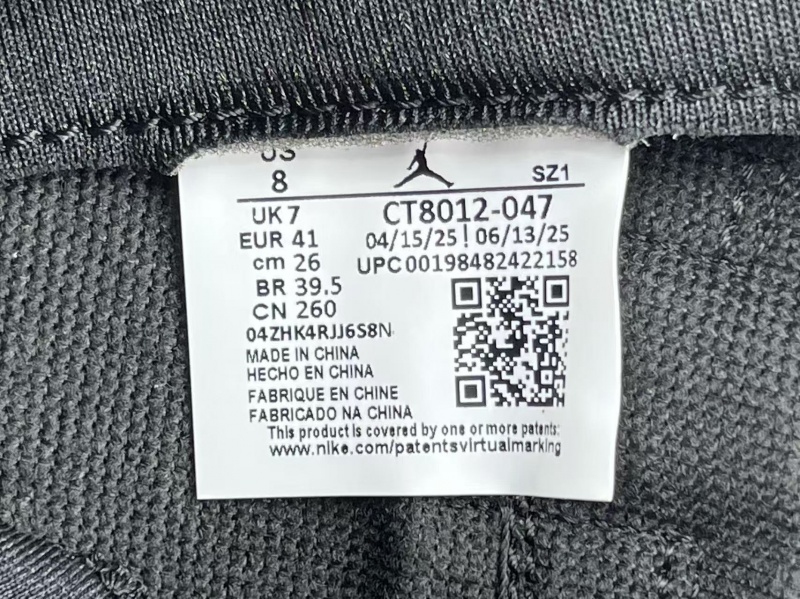 US
8
SZ1
UK 7
CT8012-047
EUR 41
04/15/25 ¦ 06/13/25
cm 26
UPC00198482422158
BR 39.5
CN 260
04ZHK4RJJ6S8N
MADE IN CHINA
HECHO EN CHINA
FABRIQUE EN CHINE
FABRICADO NA CHINA
This product is covered by one or more patents:
www.nike.com/patentsvirtualmarking